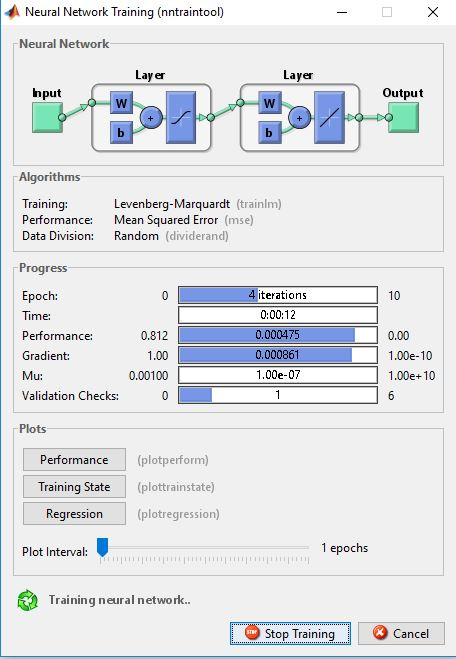 Neural Network Training (nntraintool)
Neural Network
Layer Layer
Input Output
W W
+ +
b b
Algorithms
Training: Levenberg-Marquardt (trainlm)
Performance: Mean Squared Error (mse)
Data Division: Random (dividerand)
Progress
Epoch: 0 4 iterations 10
Time: 0:00:12
Performance: 0.812 0.000475 0.00
Gradient: 1.00 0.000861 1.00e-10
Mu: 0.00100 1.00e-07 1.00e+10
Validation Checks: 0 1 6
Plots
Performance (plotperform)
Training State (plottrainstate)
Regression (plotregression)
Plot Interval: 1 epochs
Training neural network..
STOP Stop Training Cancel